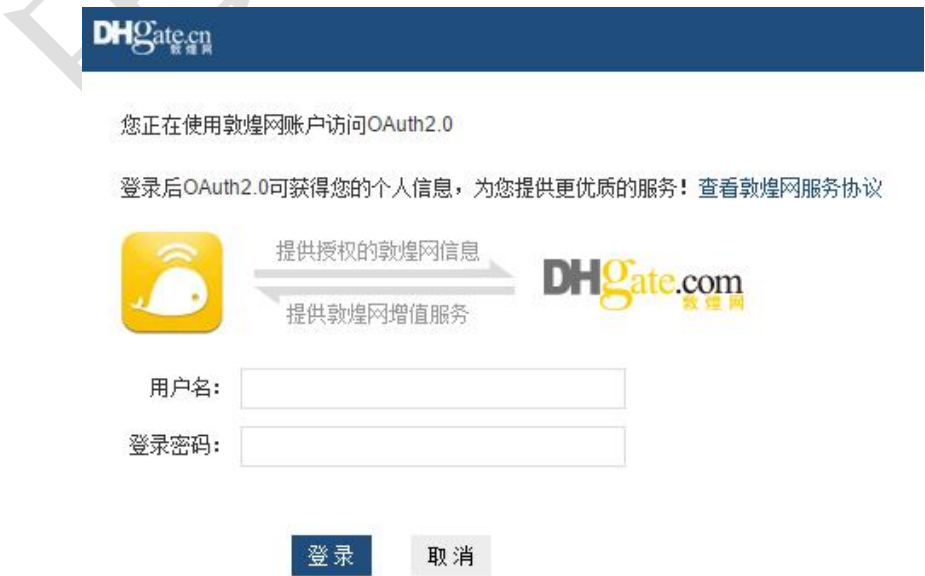 DHgate.cn
敦煌网
您正在使用敦煌网账户访问OAuth2.0
登录后OAuth2.0可获得您的个人信息，为您提供更优质的服务！查看敦煌网服务协议
提供授权的敦煌网信息
DHgate.com
敦煌网
提供敦煌网增值服务
用户名：
登录密码：
登录 取消